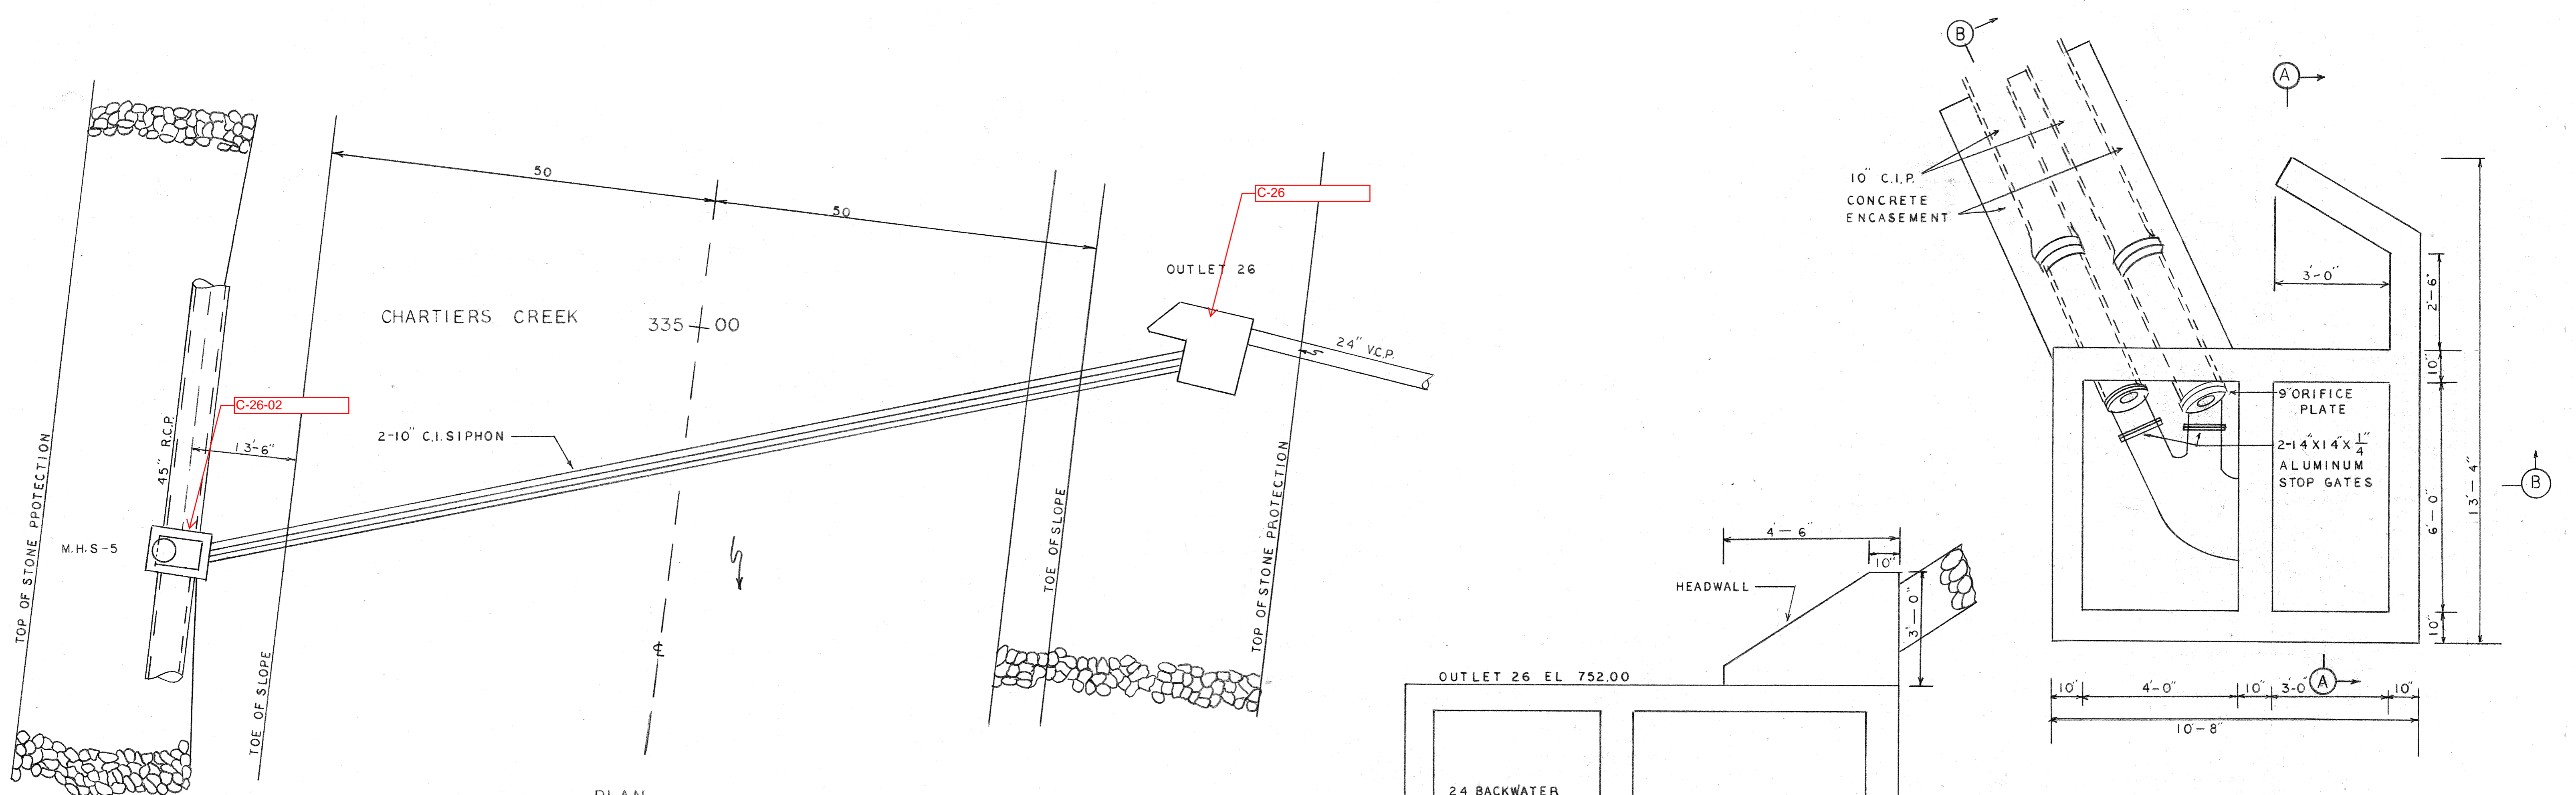 TOP OF STONE PPOTECTION
M.H.S-5
45" R.C.P.
C-26-02
13'-6"
TOE OF SLOPE
50
50
CHARTIERS CREEK
335 00
2-10" C.I. SIPHON
C-26
OUTLET 26
24" V.C.P.
TOE OF SLOPE
TOP OF STONE PROTECTION
PLAN
4'-6"
10"
HEADWALL
3'-0"
OUTLET 26 EL 752.00
24 BACKWATER
B
A
10" C.I.P.
CONCRETE
ENCASEMENT
3'-0"
2'-6"
10"
9" ORIFICE
PLATE
2-14"X14"X 1/4"
ALUMINUM
STOP GATES
6'-0"
13'-4"
B
10"
A
10"
4'-0"
10"
3'-0"
10"
10'-8"